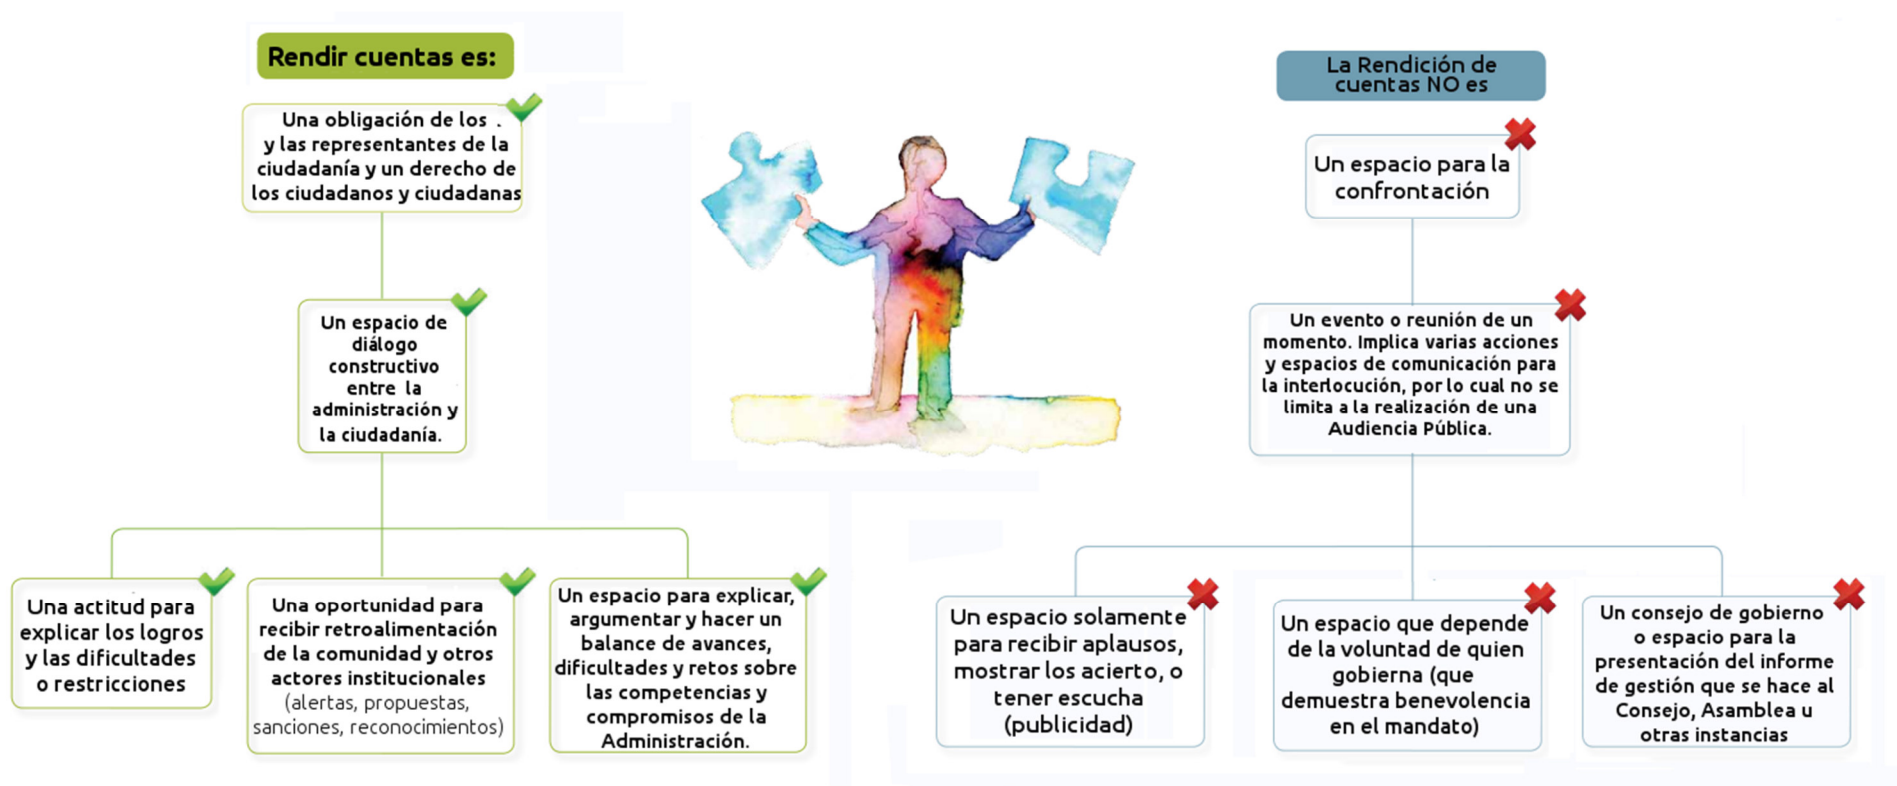 Rendir cuentas es:
Una obligación de los .
y las representantes de la
ciudadanía y un derecho de
los ciudadanos y ciudadanas
Un espacio de
diálogo
constructivo
entre la
administración y
la ciudadanía.
Una actitud para
explicar los logros
y las dificultades
o restricciones
Una oportunidad para
recibir retroalimentación
de la comunidad y otros
actores institucionales
(alertas, propuestas,
sanciones, reconocimientos)
Un espacio para explicar,
argumentar y hacer un
balance de avances,
dificultades y retos sobre
las competencias y
compromisos de la
Administración.
La Rendición de
cuentas NO es
Un espacio para la
confrontación
Un evento o reunión de un
momento. Implica varias acciones
y espacios de comunicación para
la interlocución, por lo cual no se
limita a la realización de una
Audiencia Pública.
Un espacio solamente
para recibir aplausos,
mostrar los acierto, o
tener escucha
(publicidad)
Un espacio que depende
de la voluntad de quien
gobierna (que
demuestra benevolencia
en el mandato)
Un consejo de gobierno
o espacio para la
presentación del informe
de gestión que se hace al
Consejo, Asamblea u
otras instancias